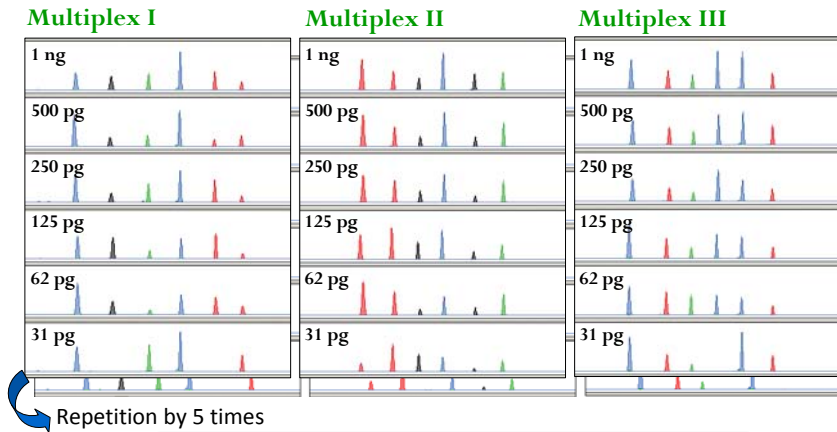 Multiplex I
Multiplex II
Multiplex III
1 ng
1 ng
1 ng
500 pg
500 pg
500 pg
250 pg
250 pg
250 pg
125 pg
125 pg
125 pg
62 pg
62 pg
62 pg
31 pg
31 pg
31 pg
Repetition by 5 times